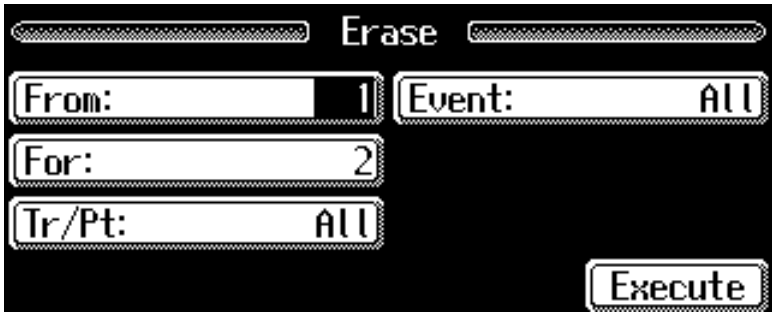 Erase
From: 1 Event: All
For: 2
Tr/Pt: All
Execute